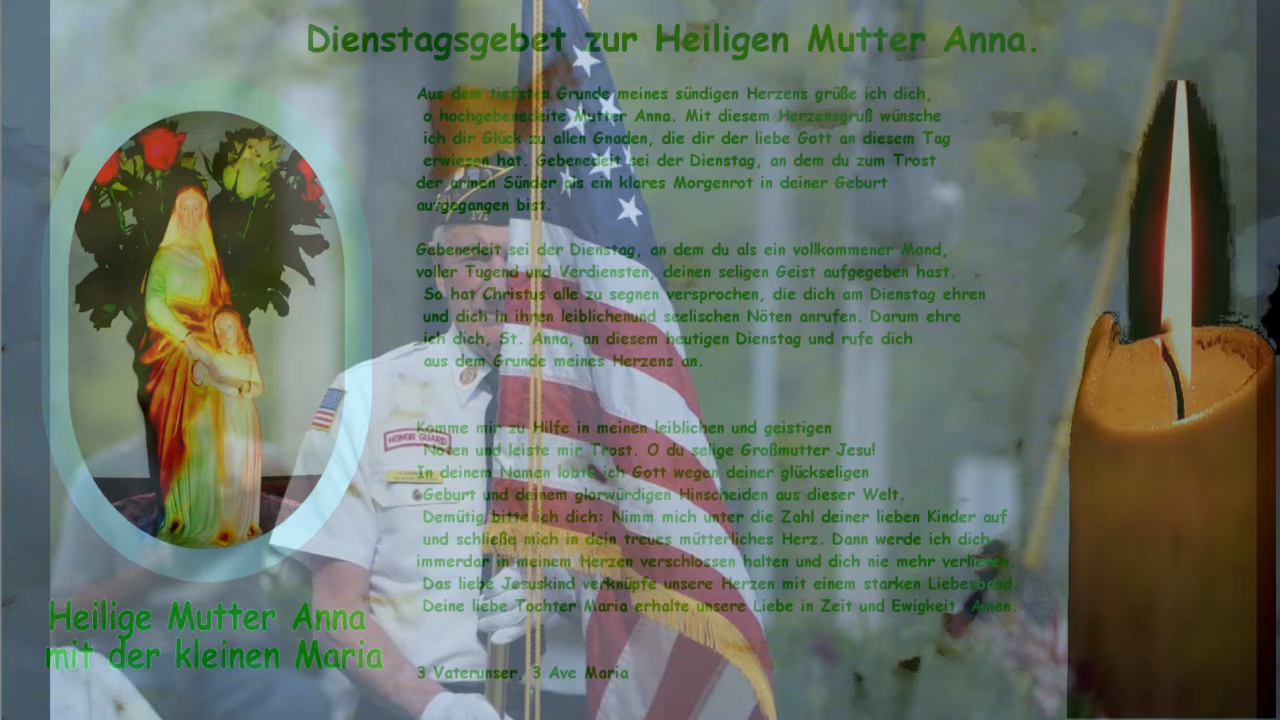 Dienstagsgebet zur Heiligen Mutter Anna.
Aus dem tiefsten Grunde meines sündigen Herzens grüße ich dich,
o hochgebenedeite Mutter Anna. Mit diesem Herzensgruß wünsche
ich dir Glück zu allen Gnaden, die dir der liebe Gott an diesem Tag
erwiesen hat. Gebenedeit sei der Dienstag, an dem du zum Trost
der armen Sünder als ein klares Morgenrot in deiner Geburt
aufgegangen bist.
Gebenedeit sei der Dienstag, an dem du als ein vollkommener Mond,
voller Tugend und Verdiensten, deinen seligen Geist aufgegeben hast.
So hat Christus alle zu segnen versprochen, die dich am Dienstag ehren
und dich in ihren leiblichenund seelischen Nöten anrufen. Darum ehre
ich dich, St. Anna, an diesem heutigen Dienstag und rufe dich
aus dem Grunde meines Herzens an.
Komme mir zu Hilfe in meinen leiblichen und geistigen
Nöten und leiste mir Trost. O du selige Großmutter Jesu!
In deinem Namen lobte ich Gott wegen deiner glückseligen
Geburt und deinem glorwürdigen Hinscheiden aus dieser Welt.
Demütig bitte ich dich: Nimm mich unter die Zahl deiner lieben Kinder auf
und schließe mich in dein treues mütterliches Herz. Dann werde ich dich
immerdar in meinem Herzen verschlossen halten und dich nie mehr verlieren.
Das liebe Jesuskind verknüpfe unsere Herzen mit einem starken Liebesband.
Deine liebe Tochter Maria erhalte unsere Liebe in Zeit und Ewigkeit. Amen.
3 Vaterunser, 3 Ave Maria
Heilige Mutter Anna
mit der kleinen Maria
HONOR GUARD